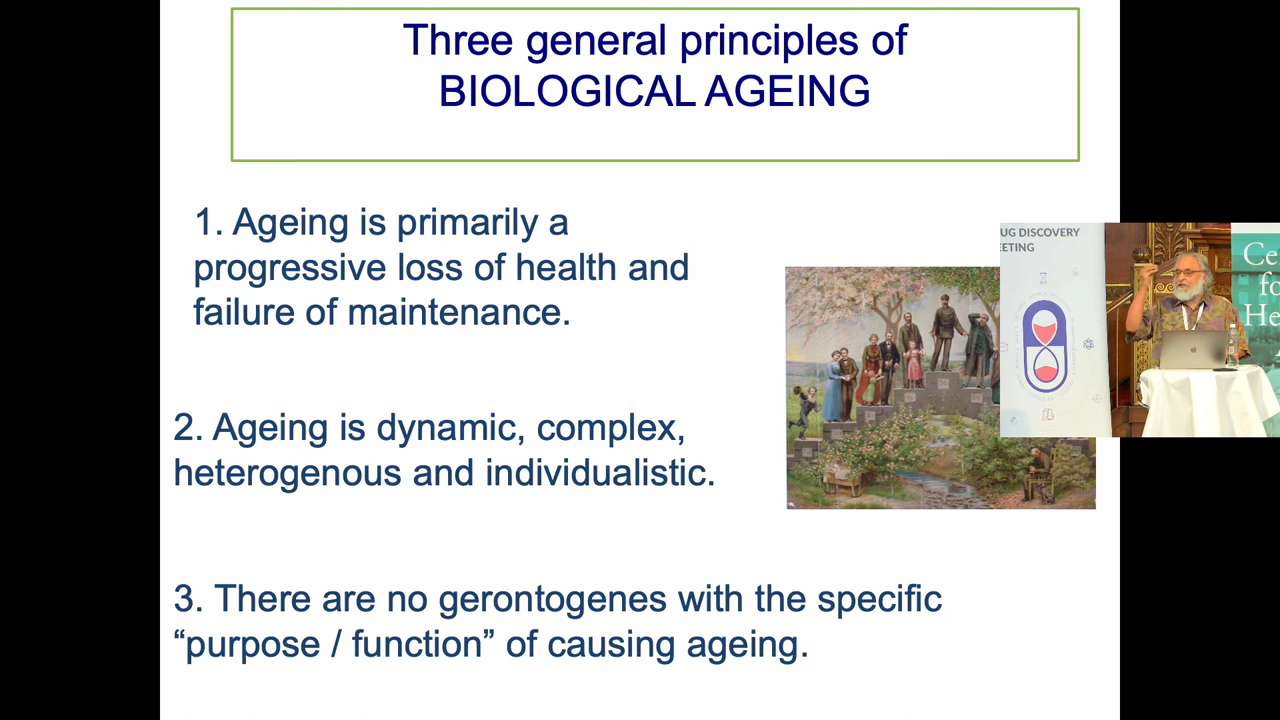 Three general principles of
BIOLOGICAL AGEING
1. Ageing is primarily a
progressive loss of health and
failure of maintenance.
2. Ageing is dynamic, complex,
heterogenous and individualistic.
3. There are no gerontogenes with the specific
“purpose / function” of causing ageing.
UG DISCOVERY
EETING
Ce
fo
He